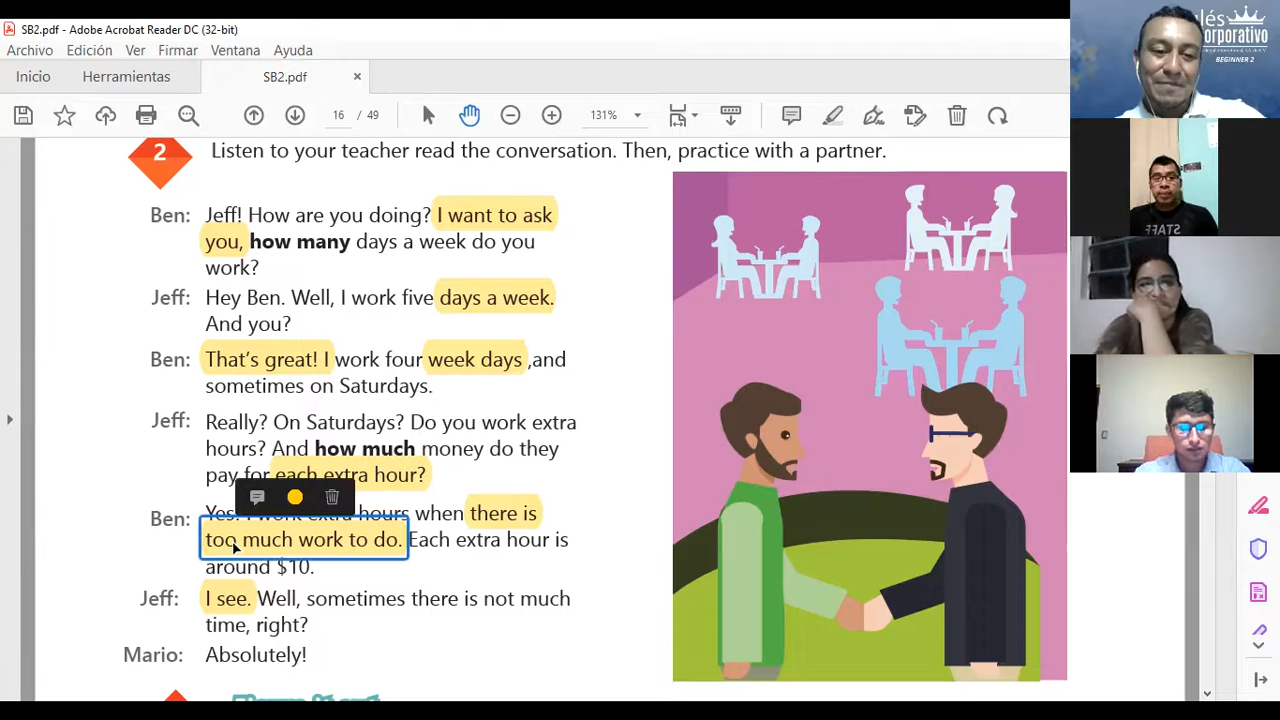 SB2.pdf - Adobe Acrobat Reader DC (32-bit)
Archivo Edición Ver Firmar Ventana Ayuda
Inicio Herramientas SB2.pdf ×
16 / 49 131%
lés
orporativo
BEGINNER 2
STAFF
2 Listen to your teacher read the conversation. Then, practice with a partner.
Ben: Jeff! How are you doing? I want to ask
you, how many days a week do you
work?
Jeff: Hey Ben. Well, I work five days a week.
And you?
Ben: That's great! I work four week days ,and
sometimes on Saturdays.
Jeff: Really? On Saturdays? Do you work extra
hours? And how much money do they
pay for each extra hour?
Ben: Yes. I work extra hours when there is
too much work to do. Each extra hour is
around $10.
Jeff: I see. Well, sometimes there is not much
time, right?
Mario: Absolutely!